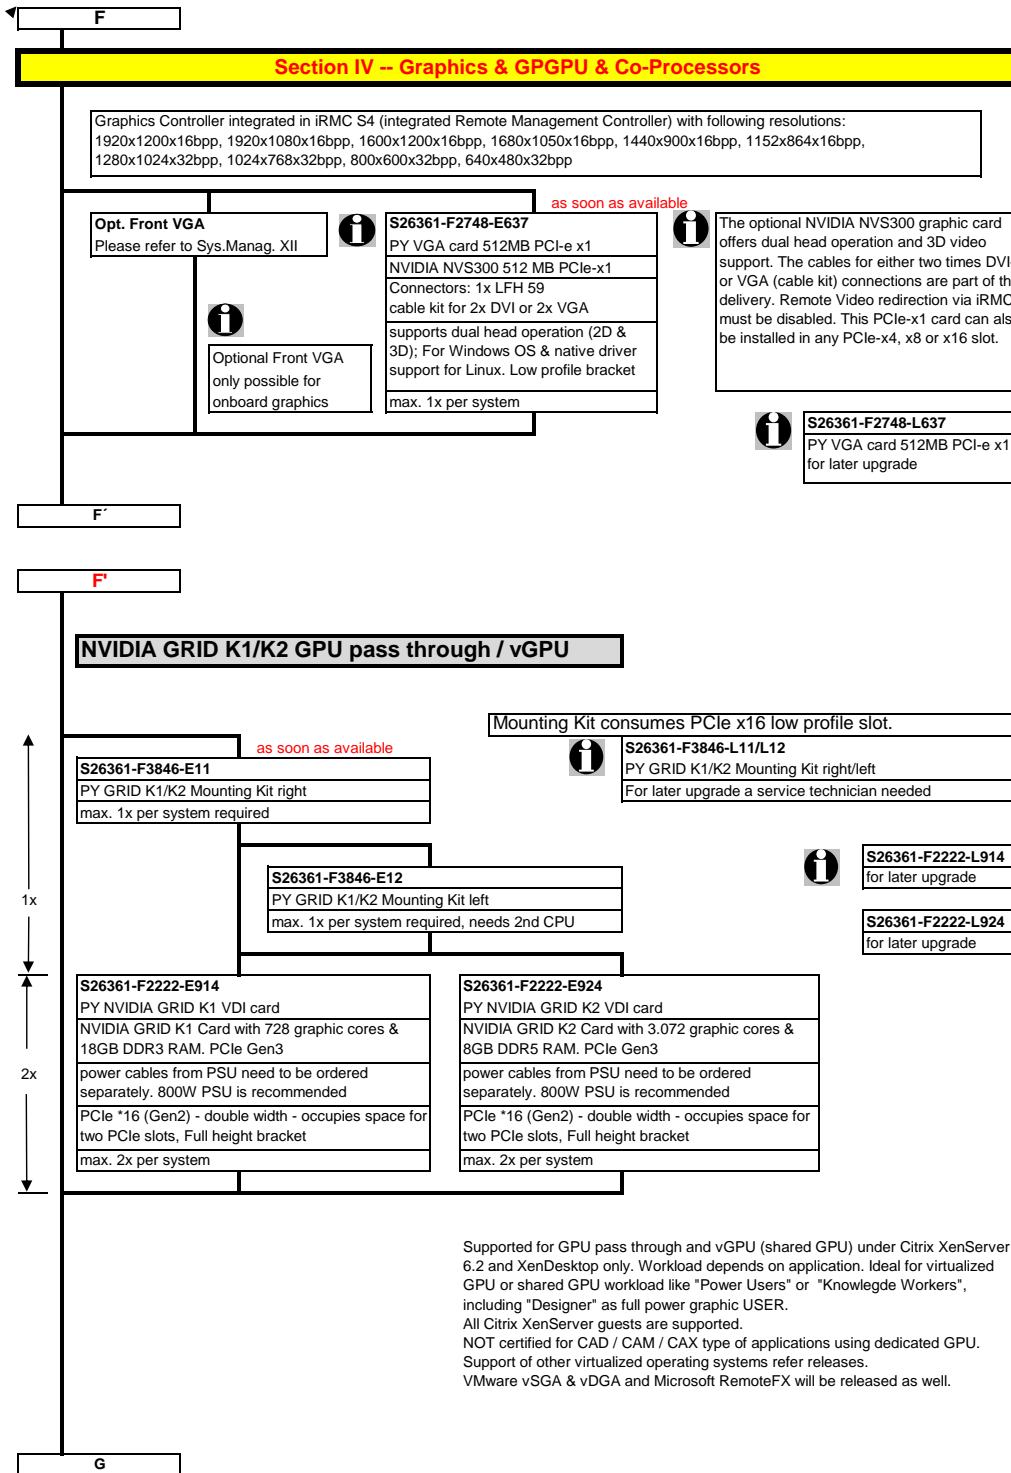 F
Section IV -- Graphics & GPGPU & Co-Processors
Graphics Controller integrated in iRMC S4 (integrated Remote Management Controller) with following resolutions:
1920x1200x16bpp, 1920x1080x16bpp, 1600x1200x16bpp, 1680x1050x16bpp, 1440x900x16bpp, 1152x864x16bpp,
1280x1024x32bpp, 1024x768x32bpp, 800x600x32bpp, 640x480x32bpp
as soon as available
Opt. Front VGA
Please refer to Sys.Manag. XII
Optional Front VGA
only possible for
onboard graphics
S26361-F2748-E637
PY VGA card 512MB PCI-e x1
NVIDIA NVS300 512 MB PCIe-x1
Connectors: 1x LFH 59
cable kit for 2x DVI or 2x VGA
supports dual head operation (2D &
3D); For Windows OS & native driver
support for Linux. Low profile bracket
max. 1x per system
The optional NVIDIA NVS300 graphic card
offers dual head operation and 3D video
support. The cables for either two times DVI-
or VGA (cable kit) connections are part of th
delivery. Remote Video redirection via iRMC
must be disabled. This PCIe-x1 card can als
be installed in any PCIe-x4, x8 or x16 slot.
S26361-F2748-L637
PY VGA card 512MB PCI-e x1
for later upgrade
F´
F'
NVIDIA GRID K1/K2 GPU pass through / vGPU
Mounting Kit consumes PCIe x16 low profile slot.
as soon as available
S26361-F3846-E11
PY GRID K1/K2 Mounting Kit right
max. 1x per system required
S26361-F3846-L11/L12
PY GRID K1/K2 Mounting Kit right/left
For later upgrade a service technician needed
S26361-F3846-E12
PY GRID K1/K2 Mounting Kit left
max. 1x per system required, needs 2nd CPU
S26361-F2222-L914
for later upgrade
S26361-F2222-L924
for later upgrade
1x
2x
S26361-F2222-E914
PY NVIDIA GRID K1 VDI card
NVIDIA GRID K1 Card with 728 graphic cores &
18GB DDR3 RAM. PCIe Gen3
power cables from PSU need to be ordered
separately. 800W PSU is recommended
PCIe *16 (Gen2) - double width - occupies space for
two PCIe slots, Full height bracket
max. 2x per system
S26361-F2222-E924
PY NVIDIA GRID K2 VDI card
NVIDIA GRID K2 Card with 3.072 graphic cores &
8GB DDR5 RAM. PCIe Gen3
power cables from PSU need to be ordered
separately. 800W PSU is recommended
PCIe *16 (Gen2) - double width - occupies space for
two PCIe slots, Full height bracket
max. 2x per system
Supported for GPU pass through and vGPU (shared GPU) under Citrix XenServer
6.2 and XenDesktop only. Workload depends on application. Ideal for virtualized
GPU or shared GPU workload like "Power Users" or  "Knowlegde Workers",
including "Designer" as full power graphic USER.
All Citrix XenServer guests are supported.
NOT certified for CAD / CAM / CAX type of applications using dedicated GPU.
Support of other virtualized operating systems refer releases.
VMware vSGA & vDGA and Microsoft RemoteFX will be released as well.
G